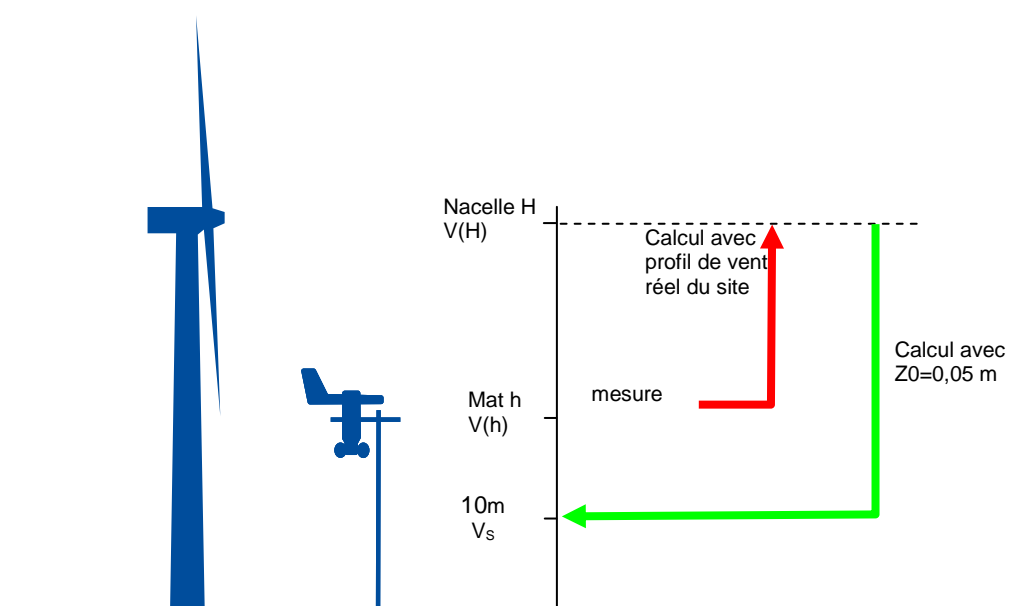 Nacelle H
V(H)
Calcul avec
profil de vent
réel du site
Calcul avec
Z0=0,05 m
mesure
Mat h
V(h)
10m
Vs